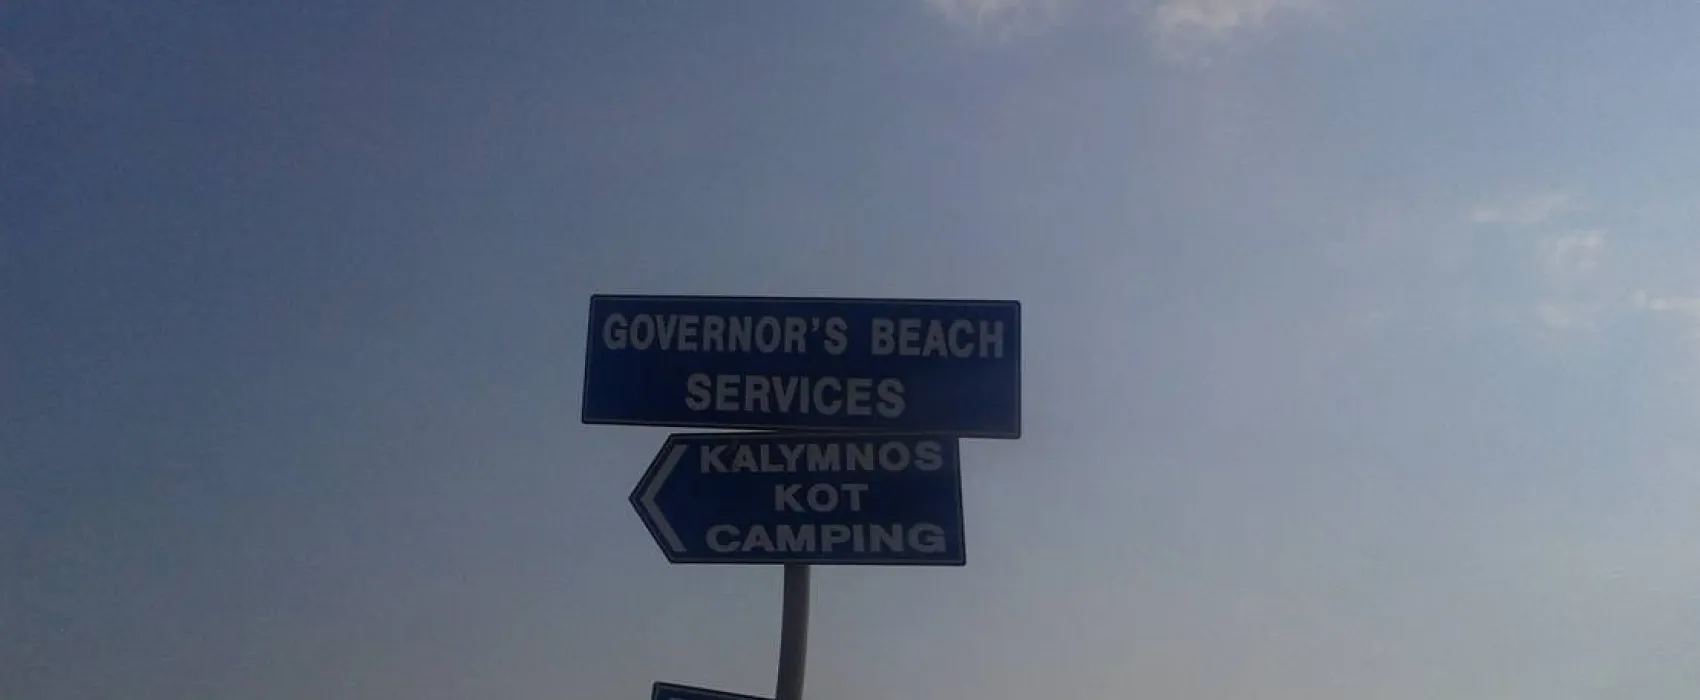 GOVERNOR'S BEACH
SERVICES
KALYMNOS
KOT
CAMPING